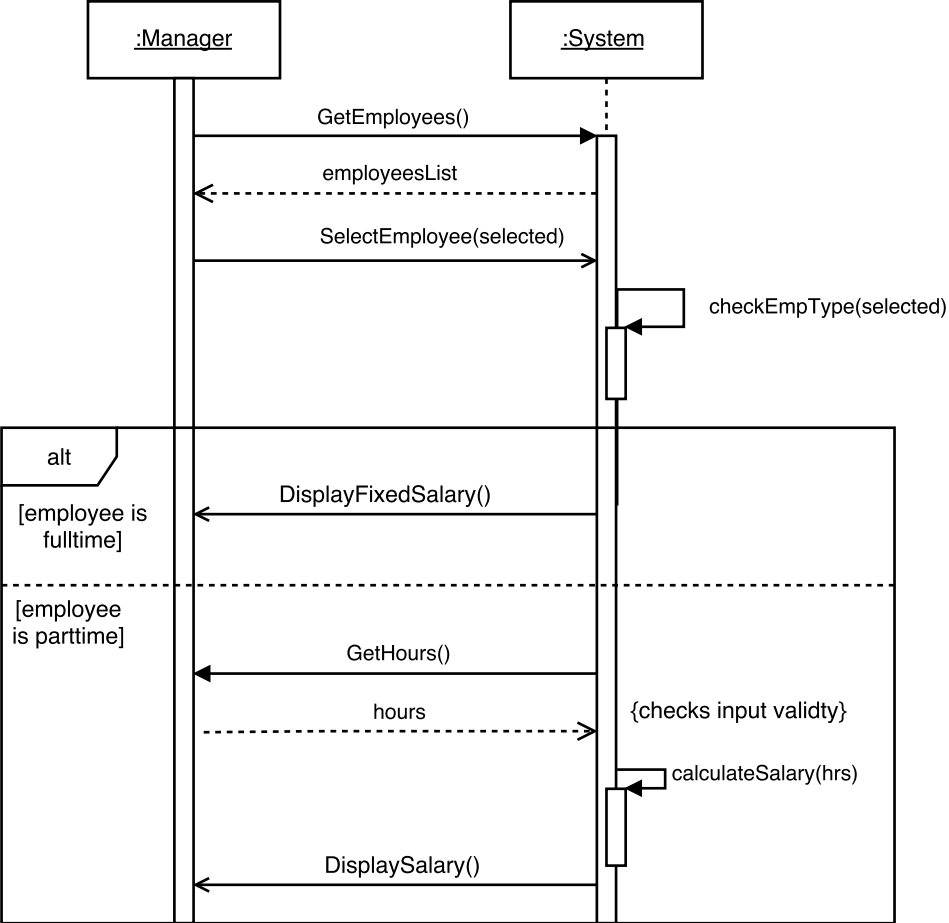 :Manager
:System
GetEmployees()
employeesList
SelectEmployee(selected)
checkEmpType(selected)
alt
DisplayFixedSalary()
[employee is
fulltime]
[employee
is parttime]
GetHours()
hours
{checks input validty}
calculateSalary(hrs)
DisplaySalary()